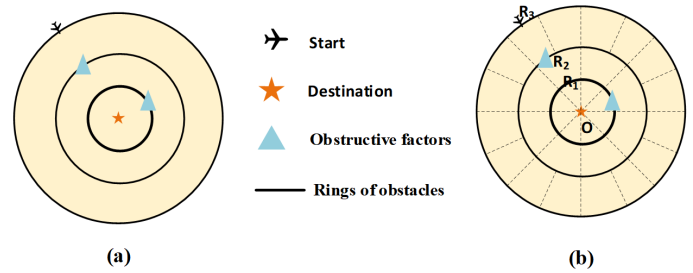 R3
Start
R2
R1
Destination
O
Obstructive factors
Rings of obstacles
(a)
(b)